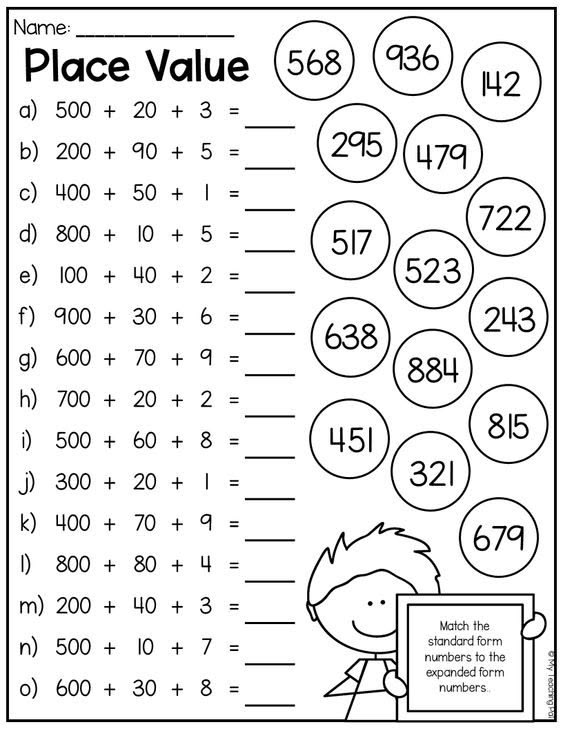 Name: _______________
Place Value
a) 500 + 20 + 3 = ____
b) 200 + 90 + 5 = ____
c) 400 + 50 + 1 = ____
d) 800 + 10 + 5 = ____
e) 100 + 40 + 2 = ____
f) 900 + 30 + 6 = ____
g) 600 + 70 + 9 = ____
h) 700 + 20 + 2 = ____
i) 500 + 60 + 8 = ____
j) 300 + 20 + 1 = ____
k) 400 + 70 + 9 = ____
l) 800 + 80 + 4 = ____
m) 200 + 40 + 3 = ____
n) 500 + 10 + 7 = ____
o) 600 + 30 + 8 = ____
568
936
142
295
479
722
517
523
243
638
884
815
451
321
679
Match the
standard form
numbers to the
expanded form
numbers..
© My Teaching Pal